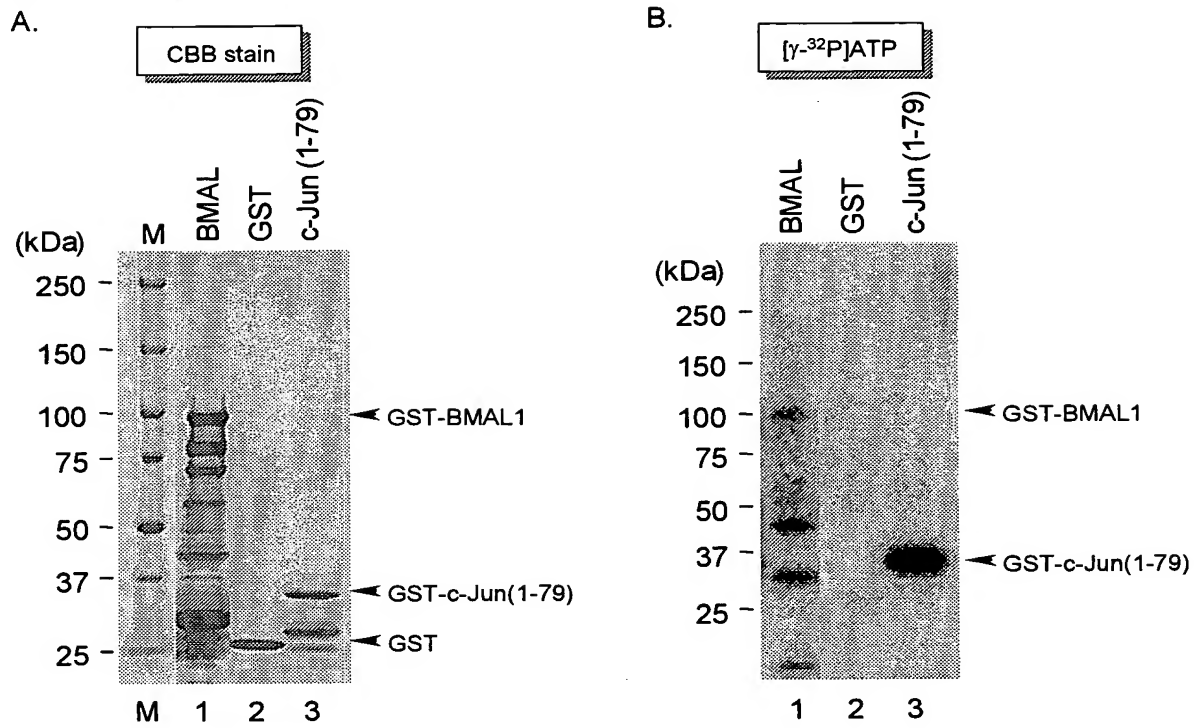 A.
CBB stain
BMAL
GST
c-Jun (1-79)
(kDa)
M
250
150
100
75
50
37
25
GST-BMAL1
GST-c-Jun(1-79)
GST
M 1 2 3
B.
[γ-³²P]ATP
BMAL
GST
c-Jun (1-79)
(kDa)
250
150
100
75
50
37
25
GST-BMAL1
GST-c-Jun(1-79)
1 2 3